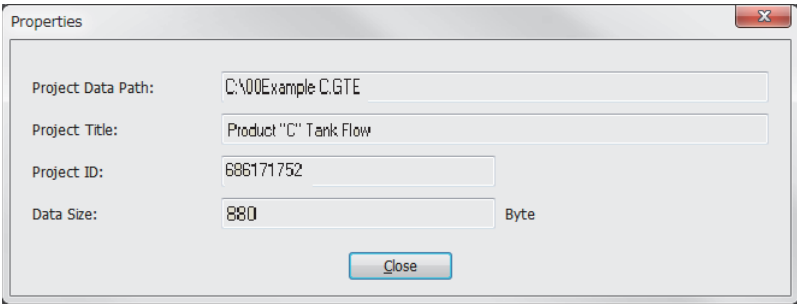 Properties
Project Data Path: C:\00Example C.GTE
Project Title: Product "C" Tank Flow
Project ID: 686171752
Data Size: 880 Byte
Close